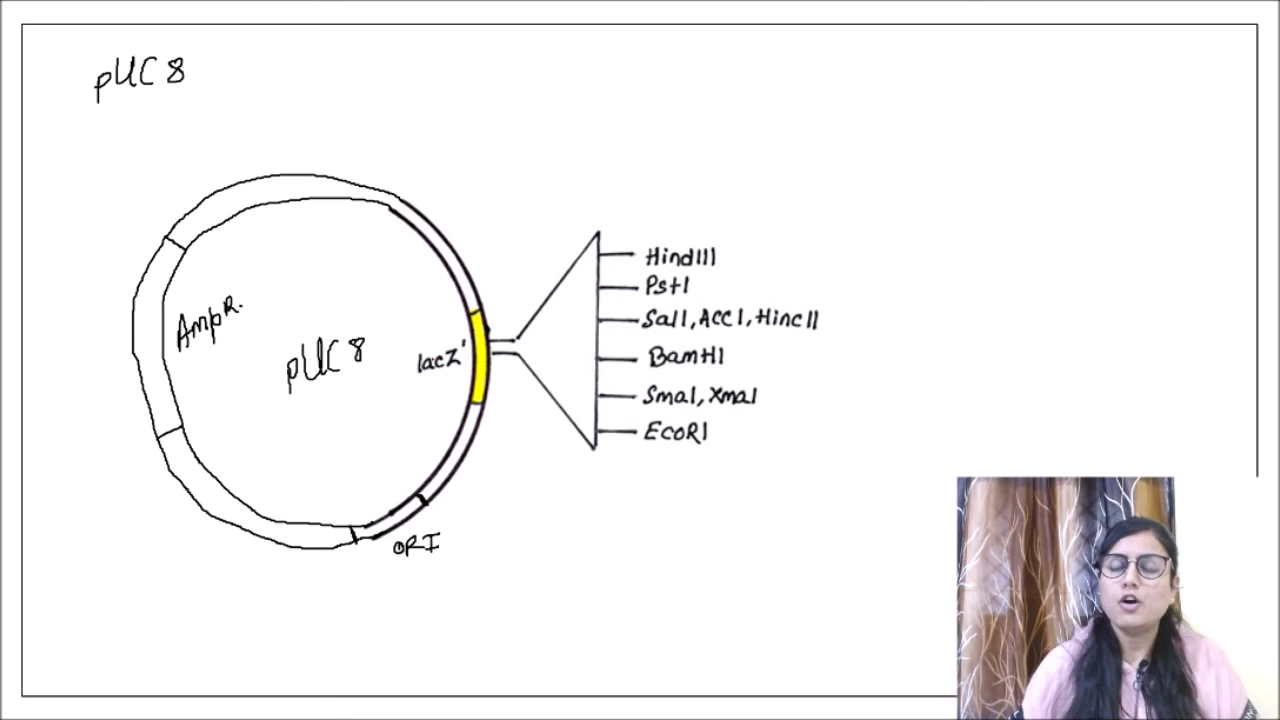 pUC 8
HindIII
PstI
SalI, AccI, HincII
AmpR.
pUC 8
lacZ'
BamHI
SmaI, XmaI
EcoRI
ORI